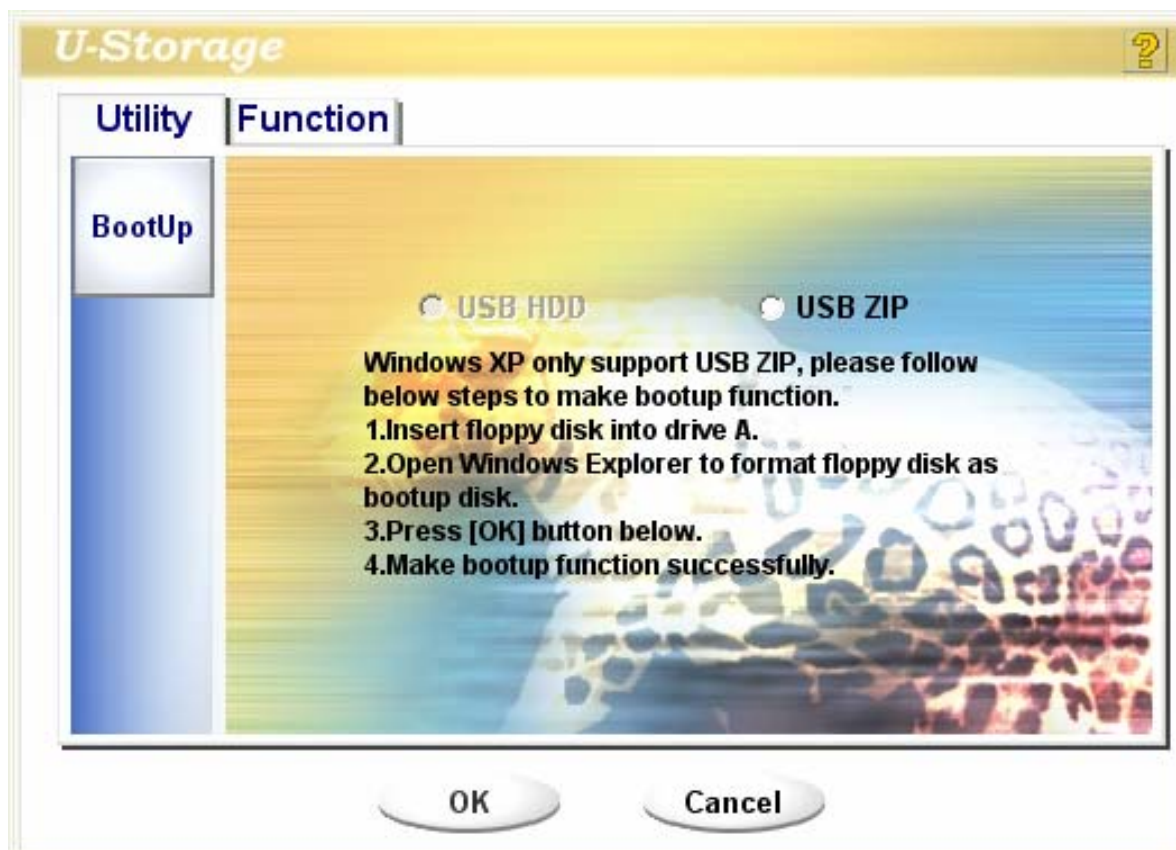 U-Storage
?
Utility
Function
BootUp
USB HDD
USB ZIP
Windows XP only support USB ZIP, please follow
below steps to make bootup function.
1.Insert floppy disk into drive A.
2.Open Windows Explorer to format floppy disk as
bootup disk.
3.Press [OK] button below.
4.Make bootup function successfully.
OK
Cancel